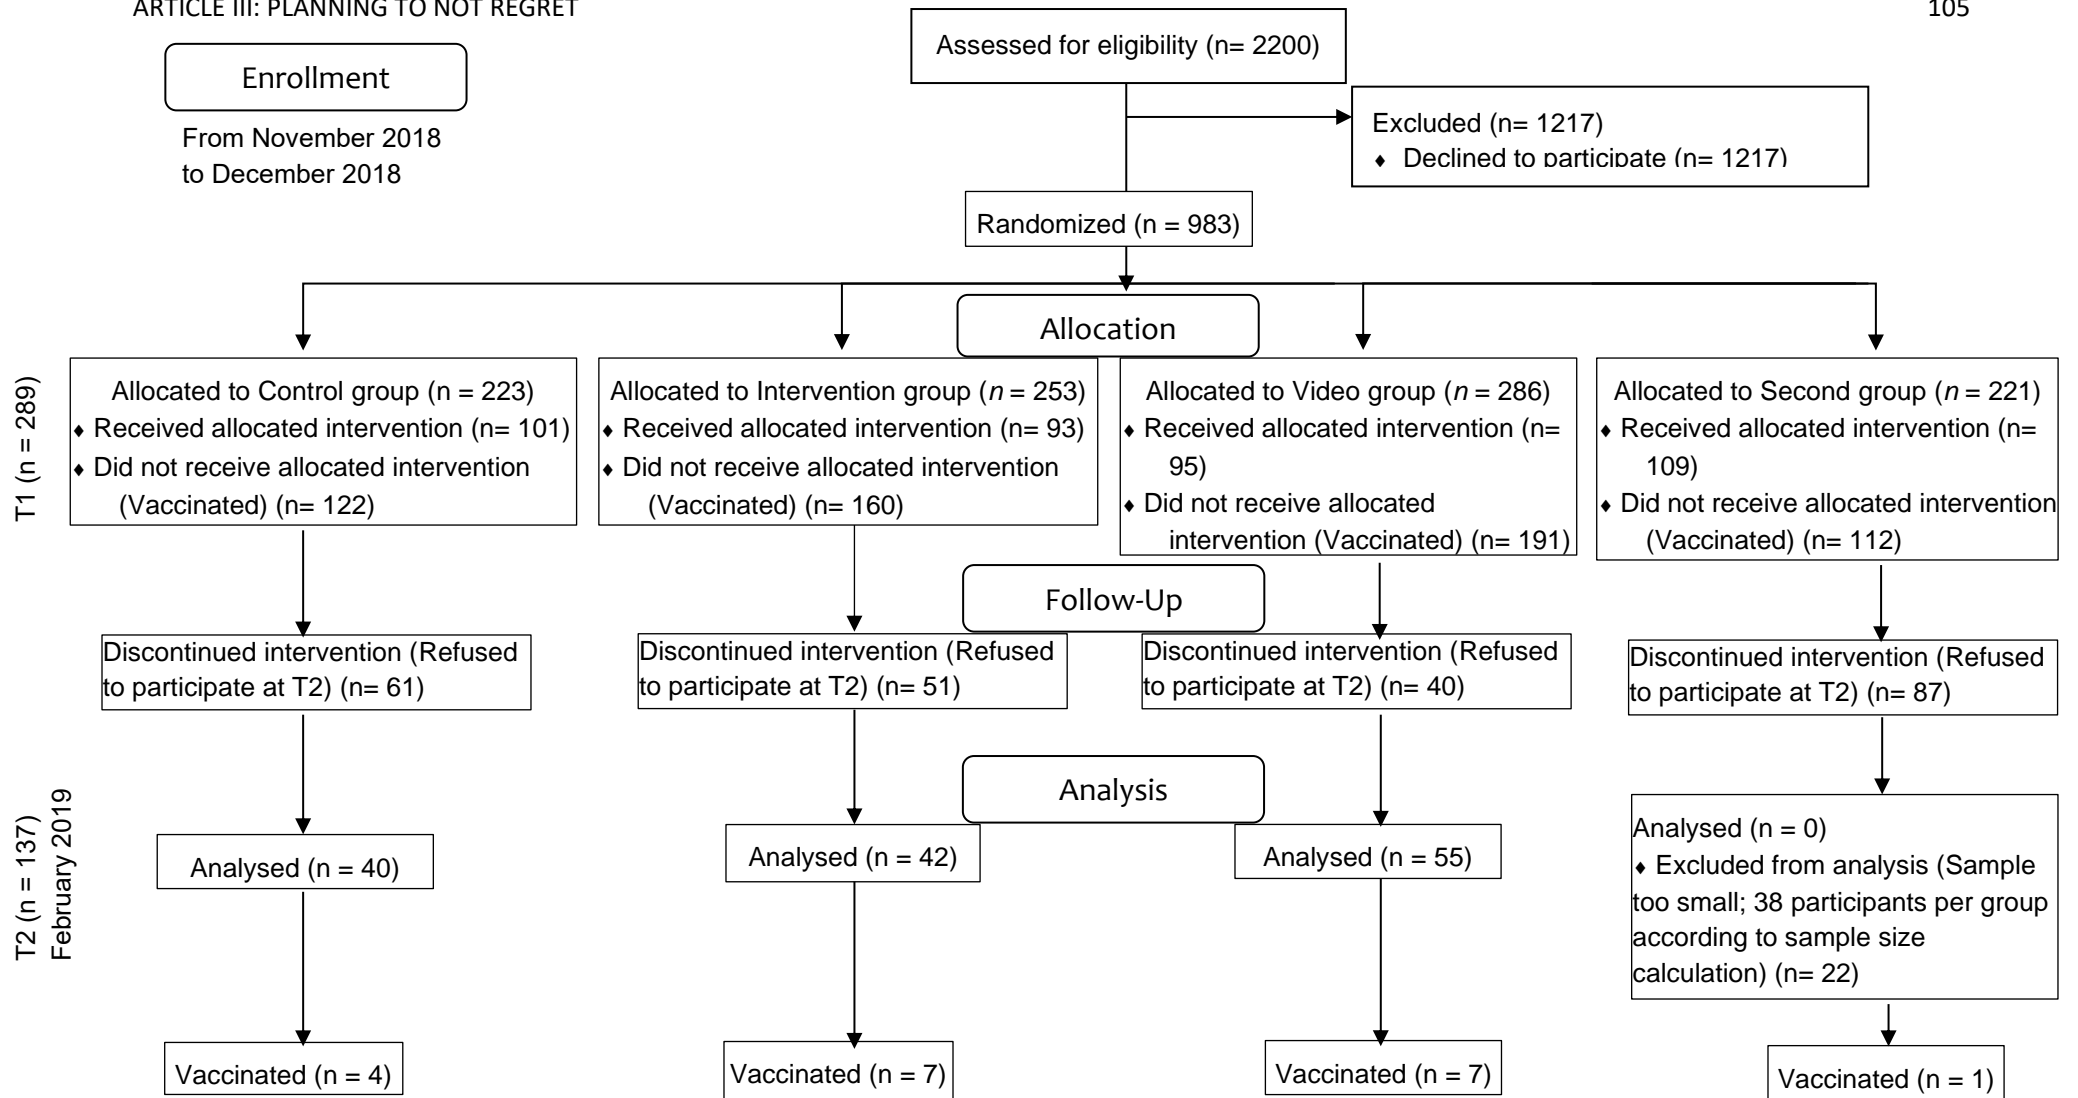 ARTICLE III: PLANNING TO NOT REGRET
105
Enrollment
From November 2018
to December 2018
Assessed for eligibility (n= 2200)
Excluded (n= 1217)
♦ Declined to participate (n= 1217)
Randomized (n = 983)
Allocation
T1 (n = 289)
Allocated to Control group (n = 223)
♦ Received allocated intervention (n= 101)
♦ Did not receive allocated intervention
(Vaccinated) (n= 122)
Allocated to Intervention group (n = 253)
♦ Received allocated intervention (n= 93)
♦ Did not receive allocated intervention
(Vaccinated) (n= 160)
Allocated to Video group (n = 286)
♦ Received allocated intervention (n=
95)
♦ Did not receive allocated
intervention (Vaccinated) (n= 191)
Allocated to Second group (n = 221)
♦ Received allocated intervention (n=
109)
♦ Did not receive allocated intervention
(Vaccinated) (n= 112)
Follow-Up
Discontinued intervention (Refused
to participate at T2) (n= 61)
Discontinued intervention (Refused
to participate at T2) (n= 51)
Discontinued intervention (Refused
to participate at T2) (n= 40)
Discontinued intervention (Refused
to participate at T2) (n= 87)
Analysis
T2 (n = 137)
February 2019
Analysed (n = 40)
Analysed (n = 42)
Analysed (n = 55)
Analysed (n = 0)
♦ Excluded from analysis (Sample
too small; 38 participants per group
according to sample size
calculation) (n= 22)
Vaccinated (n = 4)
Vaccinated (n = 7)
Vaccinated (n = 7)
Vaccinated (n = 1)